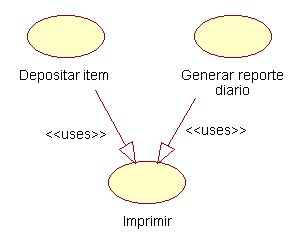 Depositar item
Generar reporte
diario
<<uses>>
<<uses>>
Imprimir